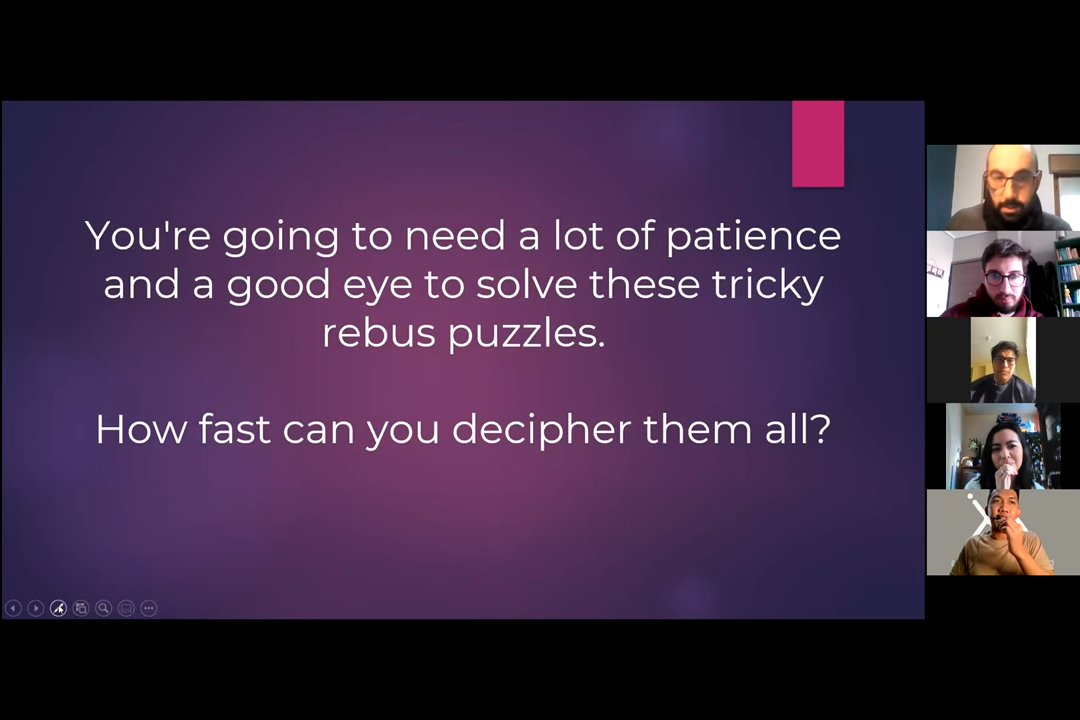 You're going to need a lot of patience
and a good eye to solve these tricky
rebus puzzles.
How fast can you decipher them all?